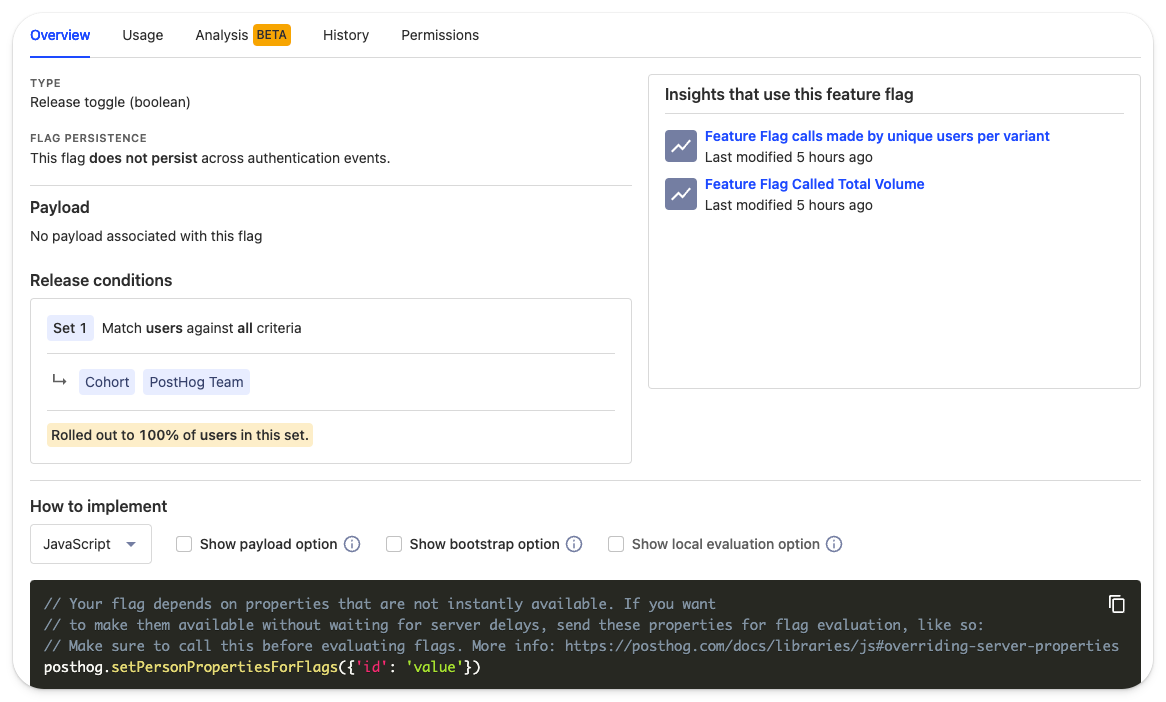 Overview Usage Analysis BETA History Permissions
TYPE
Release toggle (boolean)
FLAG PERSISTENCE
This flag does not persist across authentication events.
Payload
No payload associated with this flag
Release conditions
Set 1 Match users against all criteria
Cohort PostHog Team
Rolled out to 100% of users in this set.
Insights that use this feature flag
Feature Flag calls made by unique users per variant
Last modified 5 hours ago
Feature Flag Called Total Volume
Last modified 5 hours ago
How to implement
JavaScript Show payload option Show bootstrap option Show local evaluation option
// Your flag depends on properties that are not instantly available. If you want
// to make them available without waiting for server delays, send these properties for flag evaluation, like so:
// Make sure to call this before evaluating flags. More info: https://posthog.com/docs/libraries/js#overriding-server-properties
posthog.setPersonPropertiesForFlags({'id': 'value'})